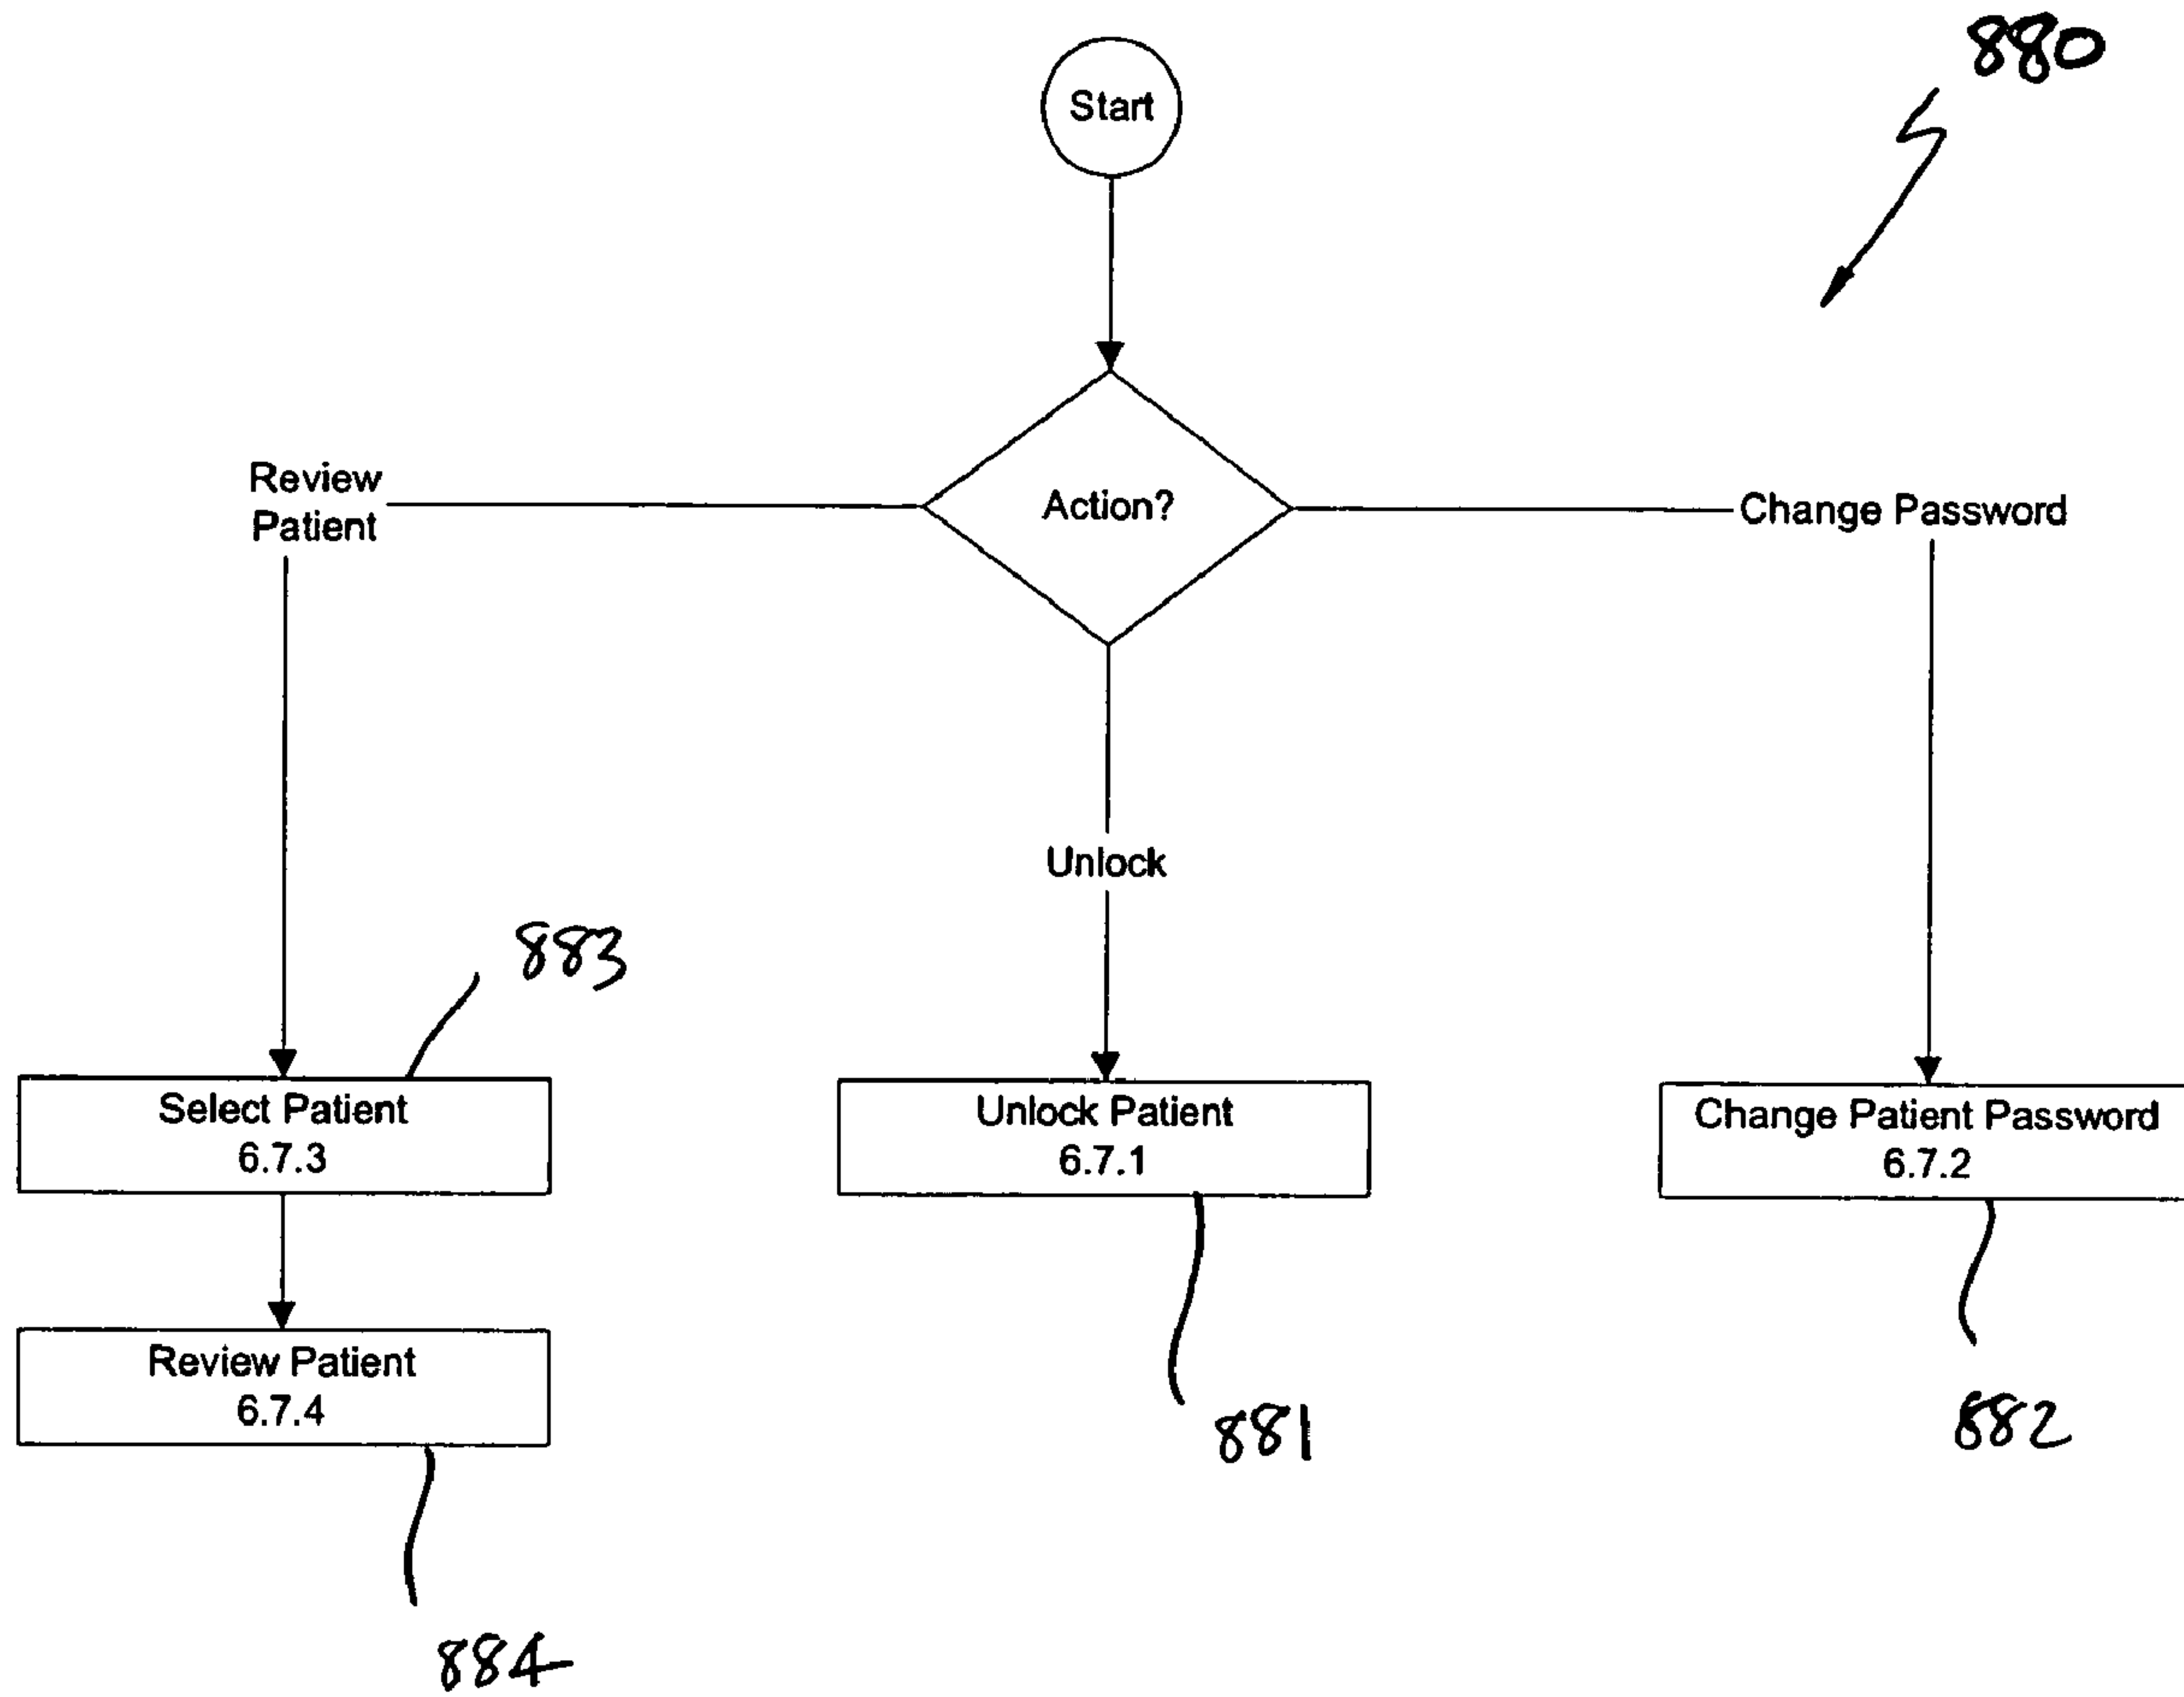 880
Start
Review
Patient
Action?
Change Password
Unlock
883
Select Patient
6.7.3
Unlock Patient
6.7.1
Change Patient Password
6.7.2
Review Patient
6.7.4
881
882
884